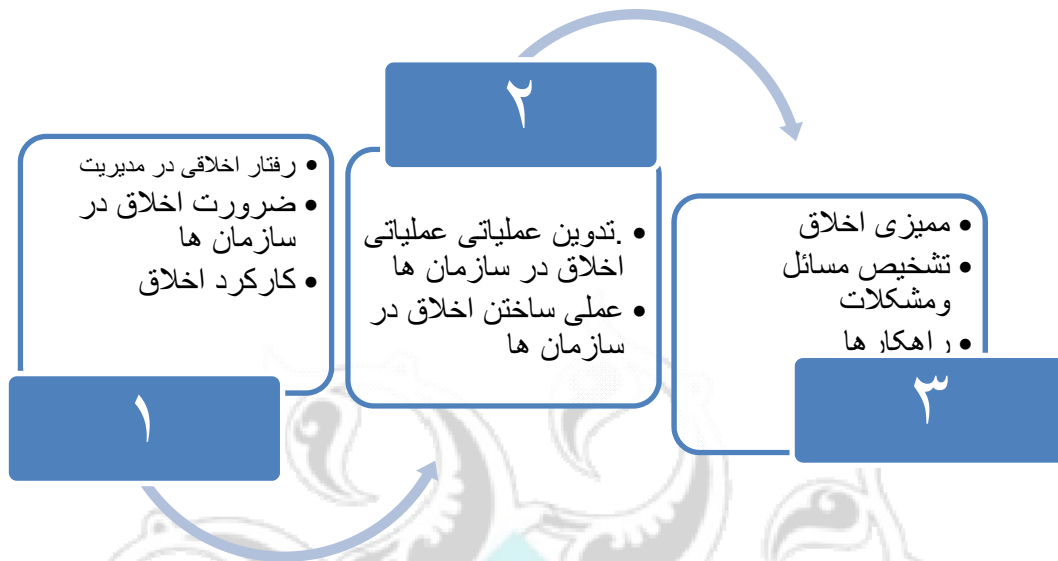 ۱
• رفتار اخلاقی در مدیریت
• ضرورت اخلاق در
سازمان ها
• کارکرد اخلاق
۲
• .تدوین عملیاتی عملیاتی
اخلاق در سازمان ها
• عملی ساختن اخلاق در
سازمان ها
• ممیزی اخلاق
• تشخیص مسائل
ومشکلات
• راهکار ها
۳